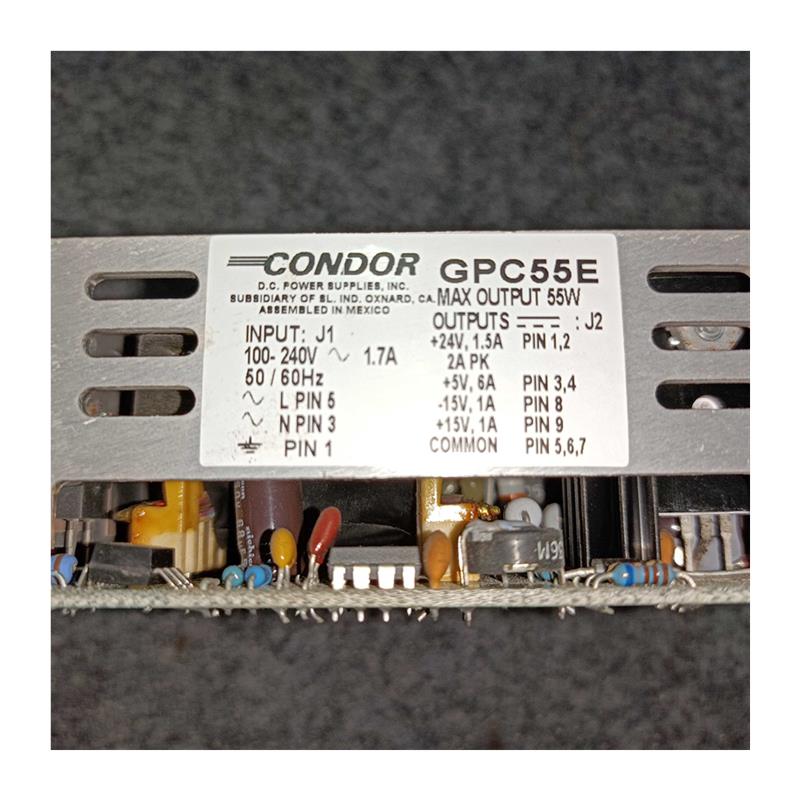 CONDOR GPC55E
D.C. POWER SUPPLIES, INC.
SUBSIDIARY OF SL. IND. OXNARD, CA.
ASSEMBLED IN MEXICO
MAX OUTPUT 55W
INPUT: J1
100-240V ~ 1.7A
50 / 60Hz
~ L PIN 5
~ N PIN 3
⏚ PIN 1
OUTPUTS ⎓ : J2
+24V, 1.5A PIN 1,2
2A PK
+5V, 6A PIN 3,4
-15V, 1A PIN 8
+15V, 1A PIN 9
COMMON PIN 5,6,7